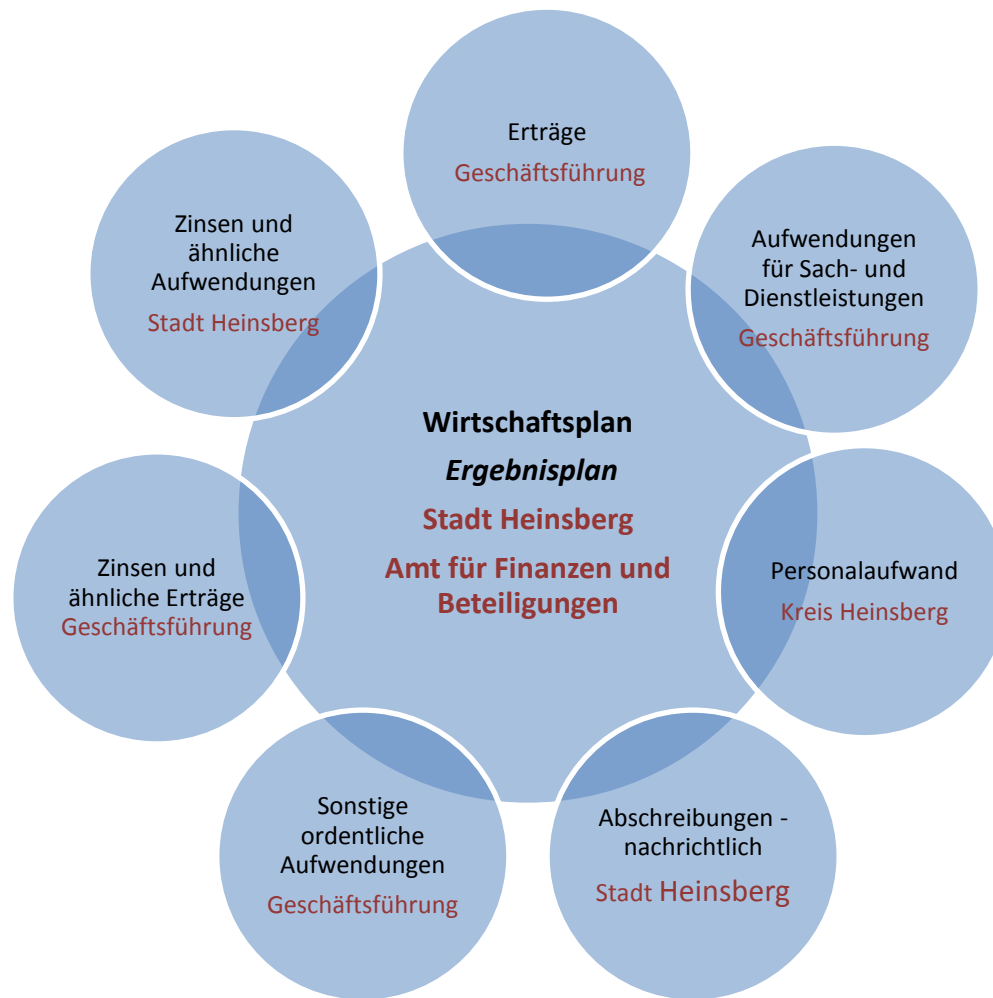 Erträge
Geschäftsführung
Aufwendungen
für Sach- und
Dienstleistungen
Geschäftsführung
Personalaufwand
Kreis Heinsberg
Abschreibungen -
nachrichtlich
Stadt Heinsberg
Sonstige
ordentliche
Aufwendungen
Geschäftsführung
Zinsen und
ähnliche Erträge
Geschäftsführung
Zinsen und
ähnliche
Aufwendungen
Stadt Heinsberg
Wirtschaftsplan
Ergebnisplan
Stadt Heinsberg
Amt für Finanzen und
Beteiligungen